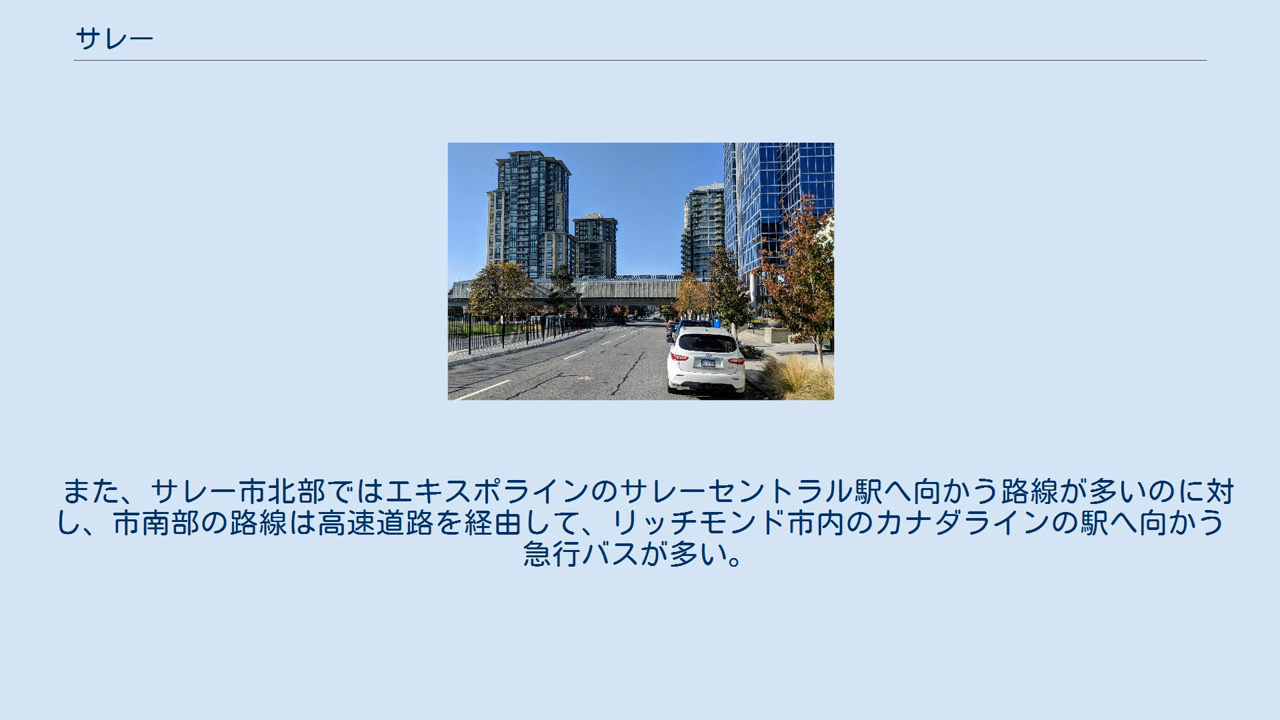 サレー
また、サレー市北部ではエキスポラインのサレーセントラル駅へ向かう路線が多いのに対
し、市南部の路線は高速道路を経由して、リッチモンド市内のカナダラインの駅へ向かう
急行バスが多い。